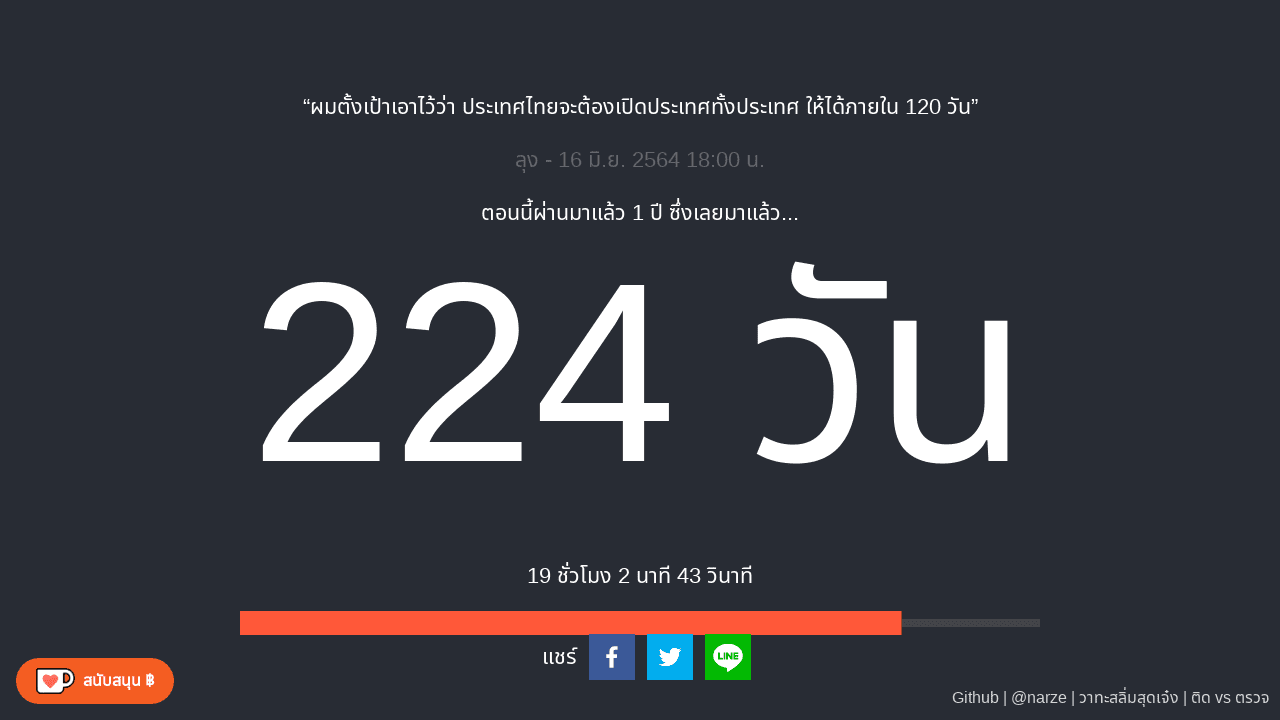 “ผมตั้งเป้าเอาไว้ว่า ประเทศไทยจะต้องเปิดประเทศทั้งประเทศ ให้ได้ภายใน 120 วัน”
ลุง - 16 มิ.ย. 2564 18:00 น.
ตอนนี้ผ่านมาแล้ว 1 ปี ซึ่งเลยมาแล้ว...
224 วัน
19 ชั่วโมง 2 นาที 43 วินาที
แชร์
LINE
สนับสนุน ฿
Github | @narze | วาทะสลิ่มสุดเจ๋ง | ติด vs ตรวจ